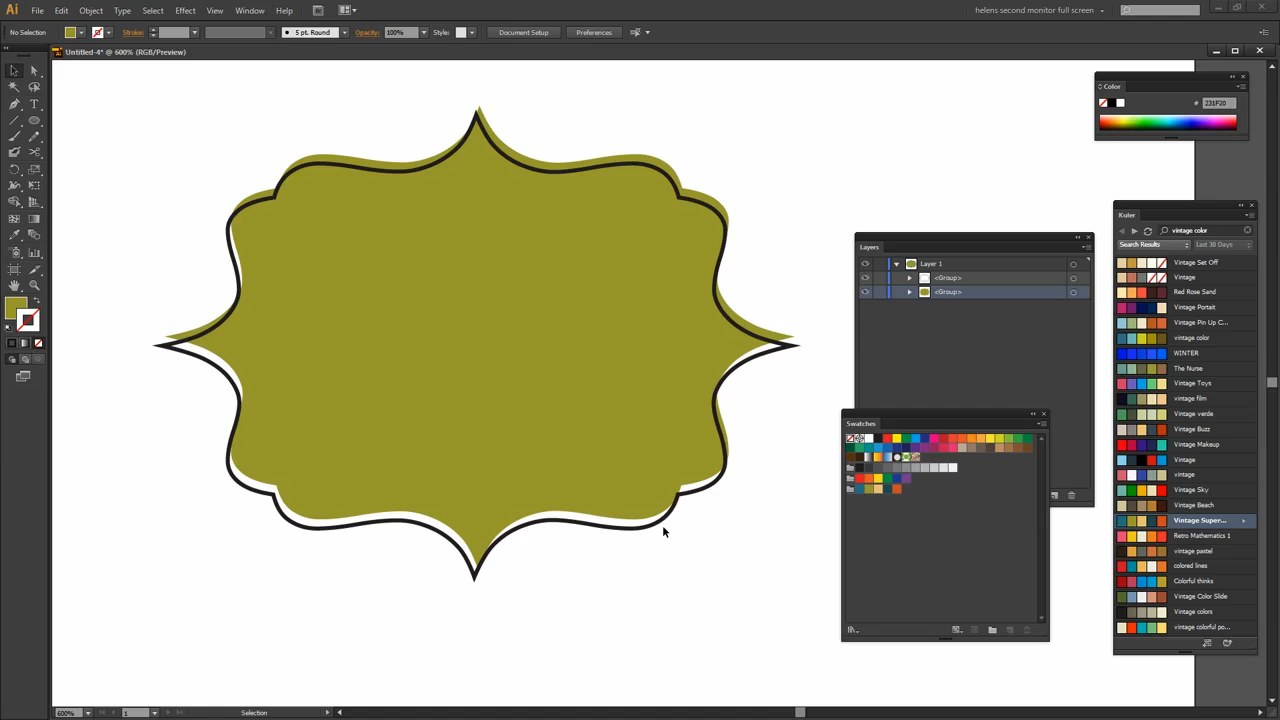 Ai File Edit Object Type Select Effect View Window Help Br helens second monitor full screen
No Selection Stroke: 5 pt. Round Opacity: 100% Style: Document Setup Preferences
Untitled-4* @ 600% (RGB/Preview)
Color
# 231F20
Kuler
vintage color
Search Results Last 30 Days
Vintage Set Off
Vintage
Red Rose Sand
Vintage Portait
Vintage Pin Up C...
vintage color
WINTER
The Nurse
Vintage Toys
vintage film
Vintage verde
Vintage Buzz
Vintage Makeup
Vintage
vintage
Vintage Sky
Vintage Beach
Vintage Super...
Retro Mathematics 1
vintage pastel
colored lines
Colorful thinks
Vintage Color Slide
Vintage colors
vintage colorful po...
Layers
Layer 1
<Group>
<Group>
Swatches
600% 1 Selection